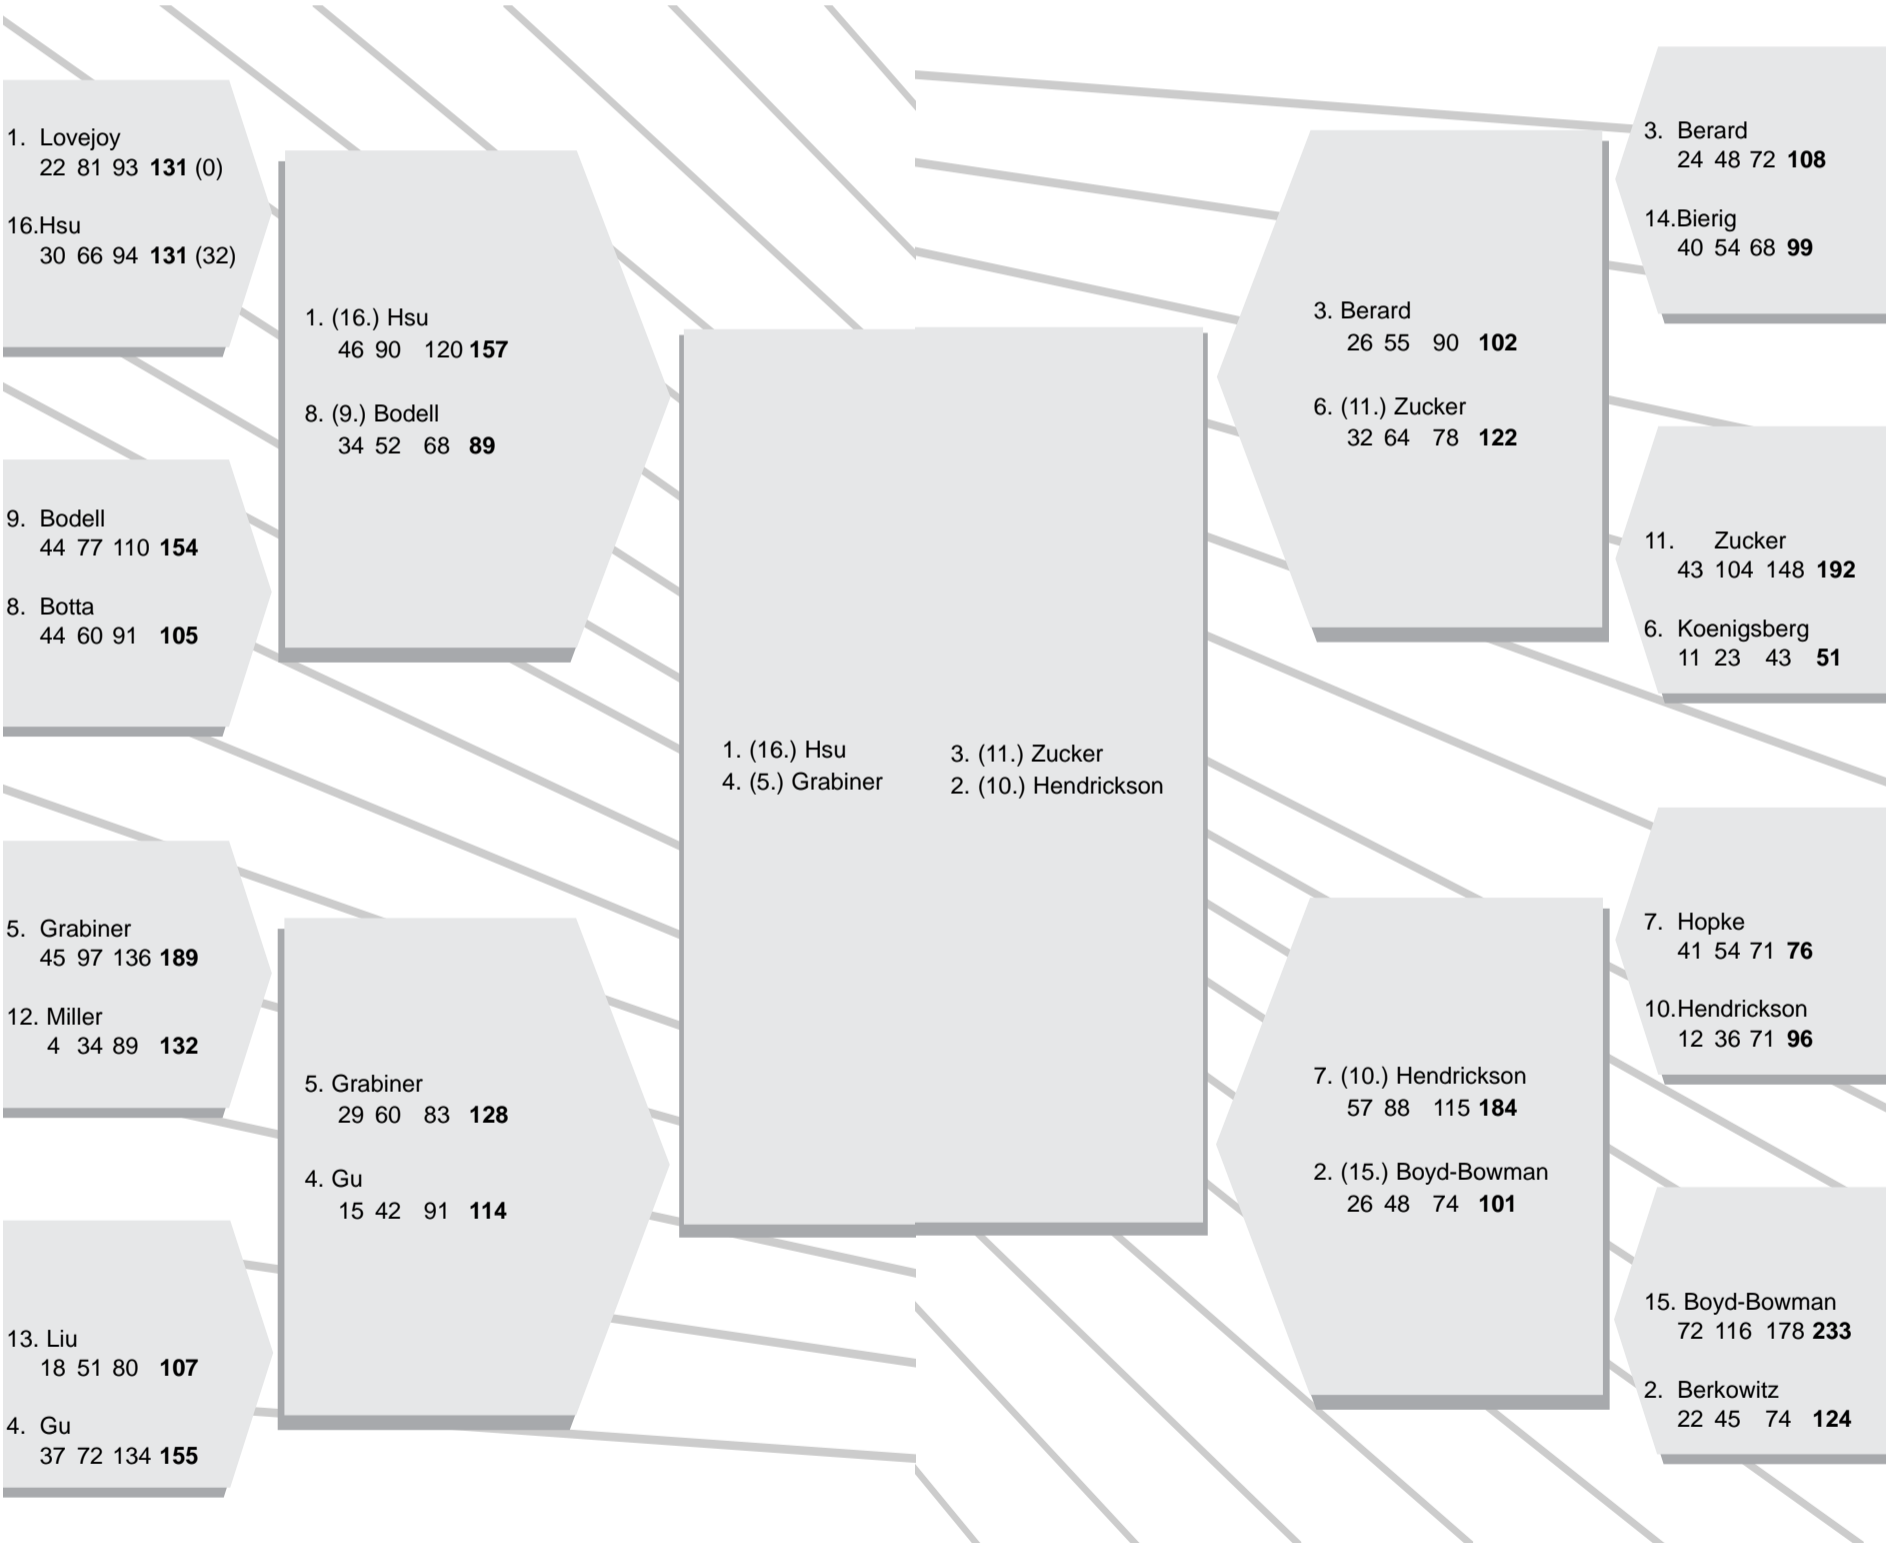 1. Lovejoy
22 81 93 131 (0)
16.Hsu
30 66 94 131 (32)
9. Bodell
44 77 110 154
8. Botta
44 60 91 105
5. Grabiner
45 97 136 189
12. Miller
4 34 89 132
13. Liu
18 51 80 107
4. Gu
37 72 134 155
1. (16.) Hsu
46 90 120 157
8. (9.) Bodell
34 52 68 89
5. Grabiner
29 60 83 128
4. Gu
15 42 91 114
1. (16.) Hsu
4. (5.) Grabiner
3. (11.) Zucker
2. (10.) Hendrickson
3. Berard
26 55 90 102
6. (11.) Zucker
32 64 78 122
7. (10.) Hendrickson
57 88 115 184
2. (15.) Boyd-Bowman
26 48 74 101
3. Berard
24 48 72 108
14.Bierig
40 54 68 99
11. Zucker
43 104 148 192
6. Koenigsberg
11 23 43 51
7. Hopke
41 54 71 76
10.Hendrickson
12 36 71 96
15. Boyd-Bowman
72 116 178 233
2. Berkowitz
22 45 74 124